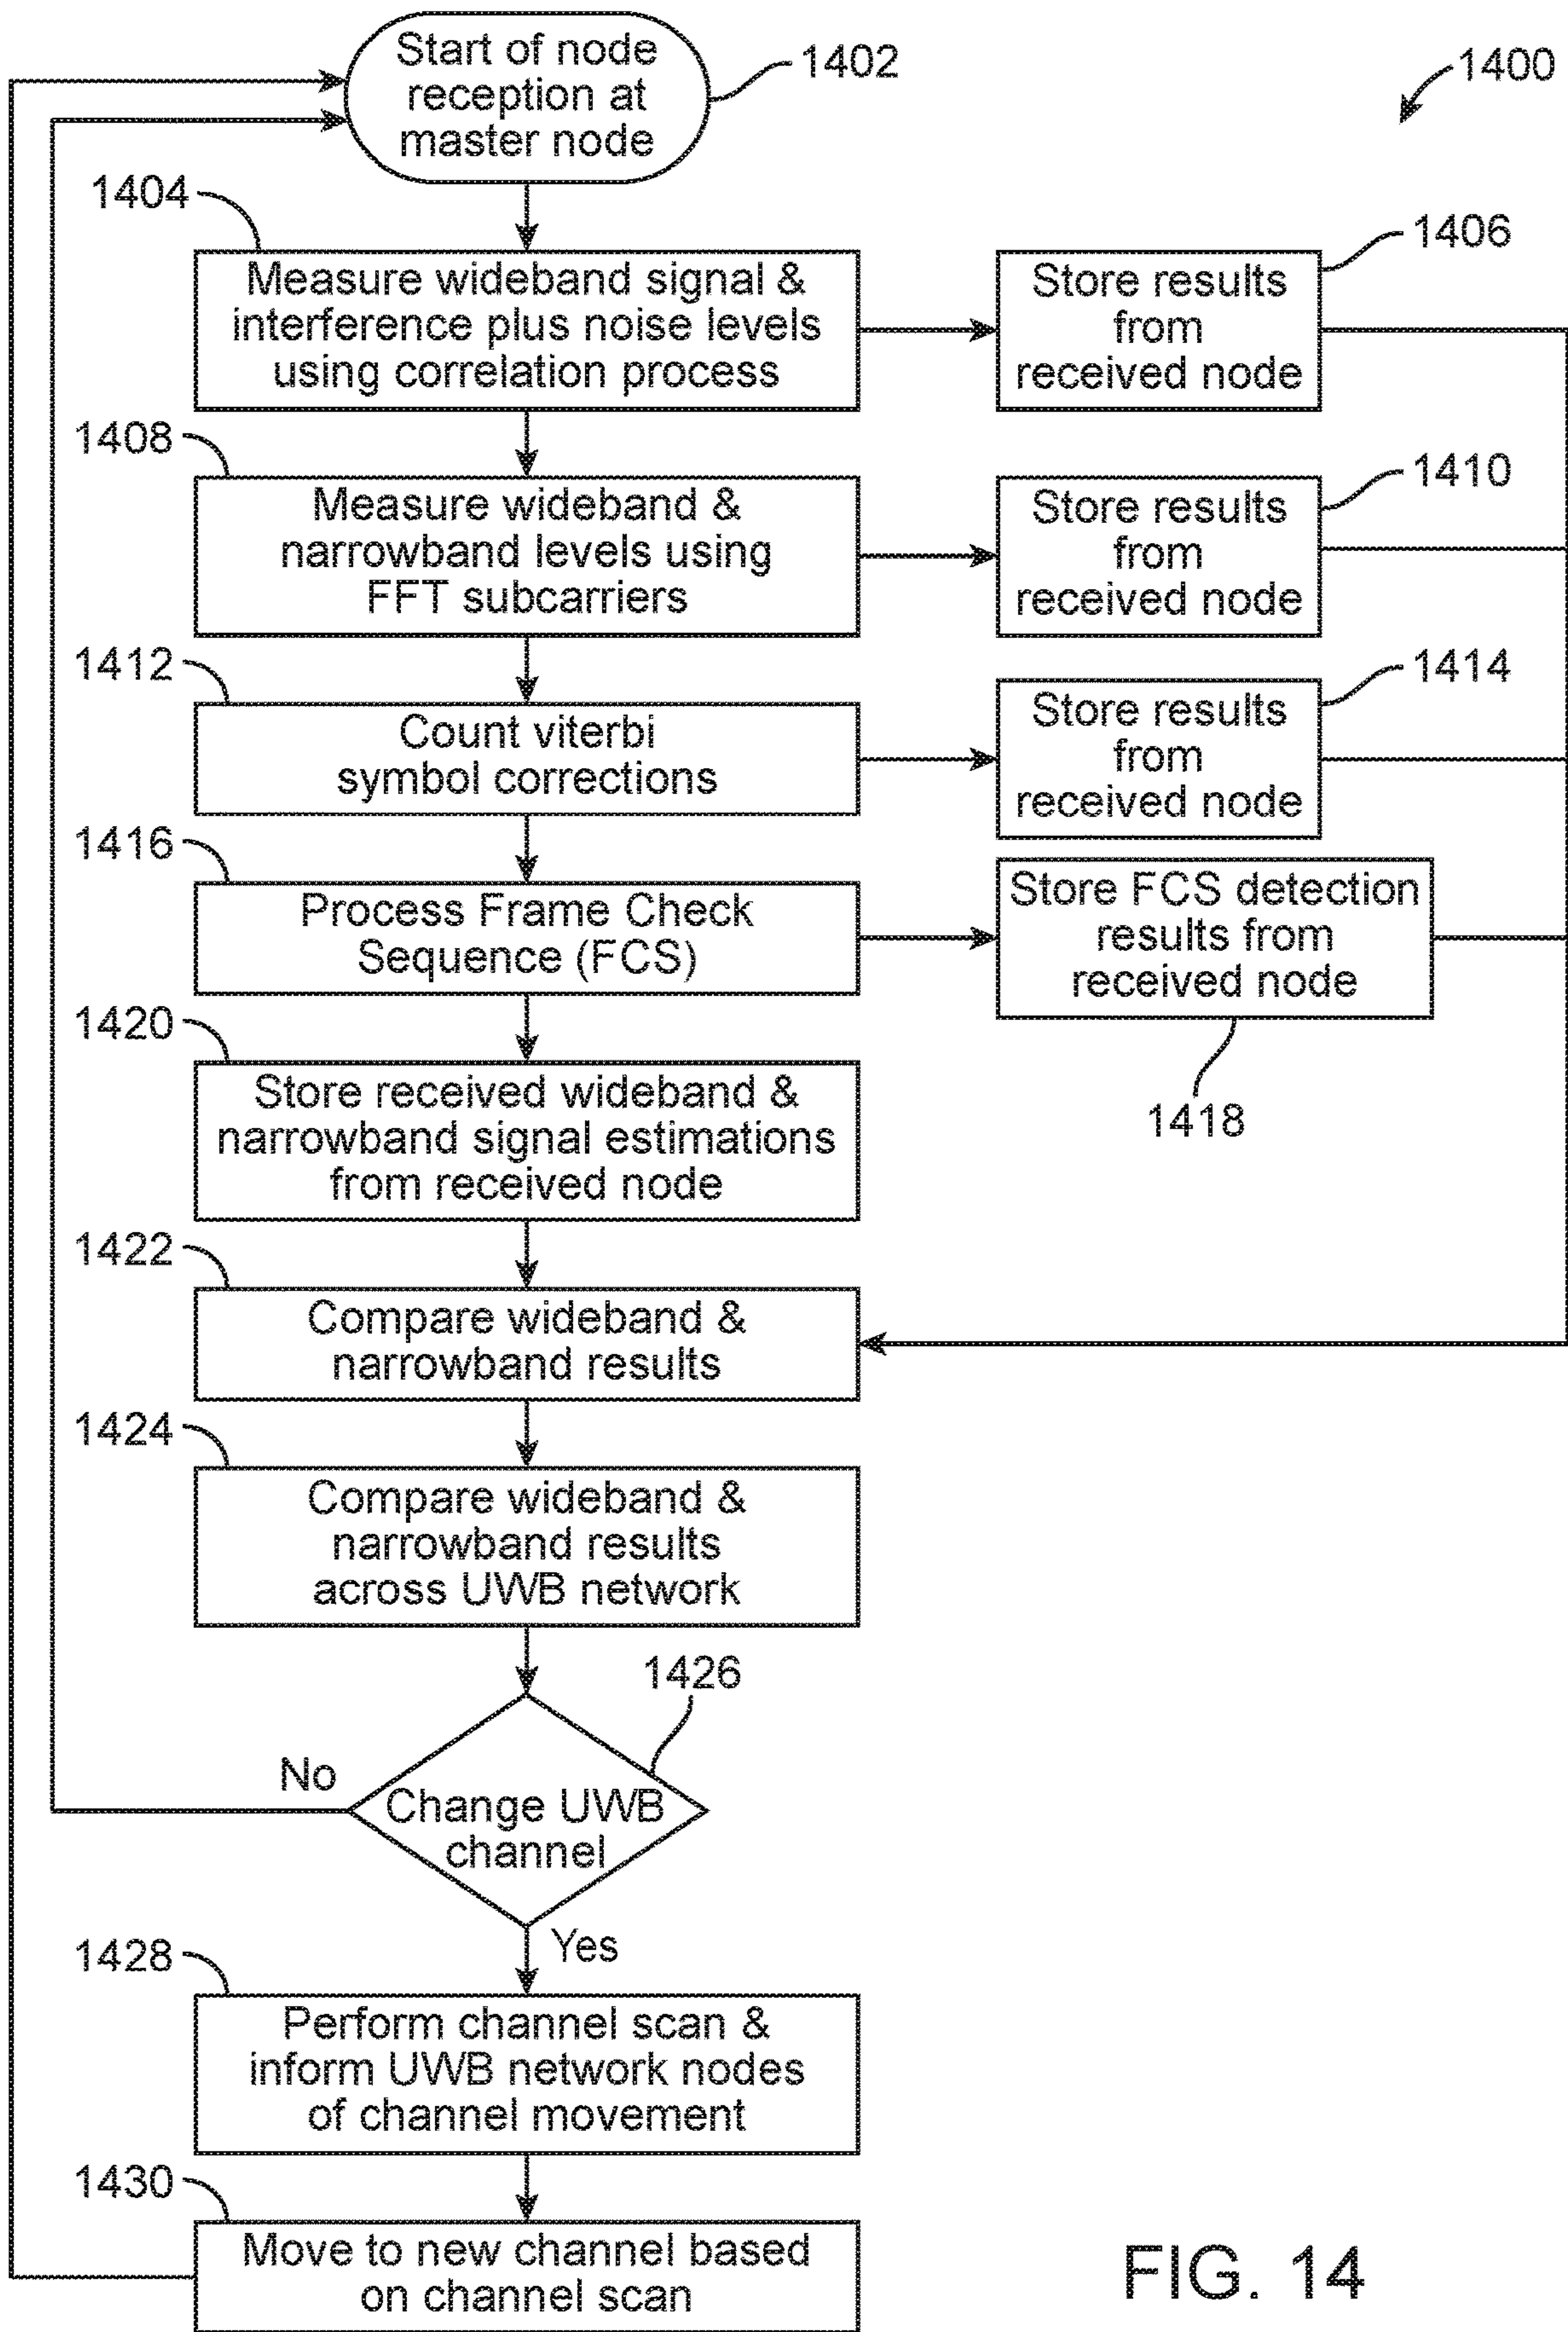 Start of node
reception at
master node
1402
1400
1404
Measure wideband signal &
interference plus noise levels
using correlation process
Store results
from
received node
1406
1408
Measure wideband &
narrowband levels using
FFT subcarriers
Store results
from
received node
1410
1412
Count viterbi
symbol corrections
Store results
from
received node
1414
1416
Process Frame Check
Sequence (FCS)
Store FCS detection
results from
received node
1418
1420
Store received wideband &
narrowband signal estimations
from received node
1422
Compare wideband &
narrowband results
1424
Compare wideband &
narrowband results
across UWB network
1426
No
Change UWB
channel
Yes
1428
Perform channel scan &
inform UWB network nodes
of channel movement
1430
Move to new channel based
on channel scan
FIG. 14